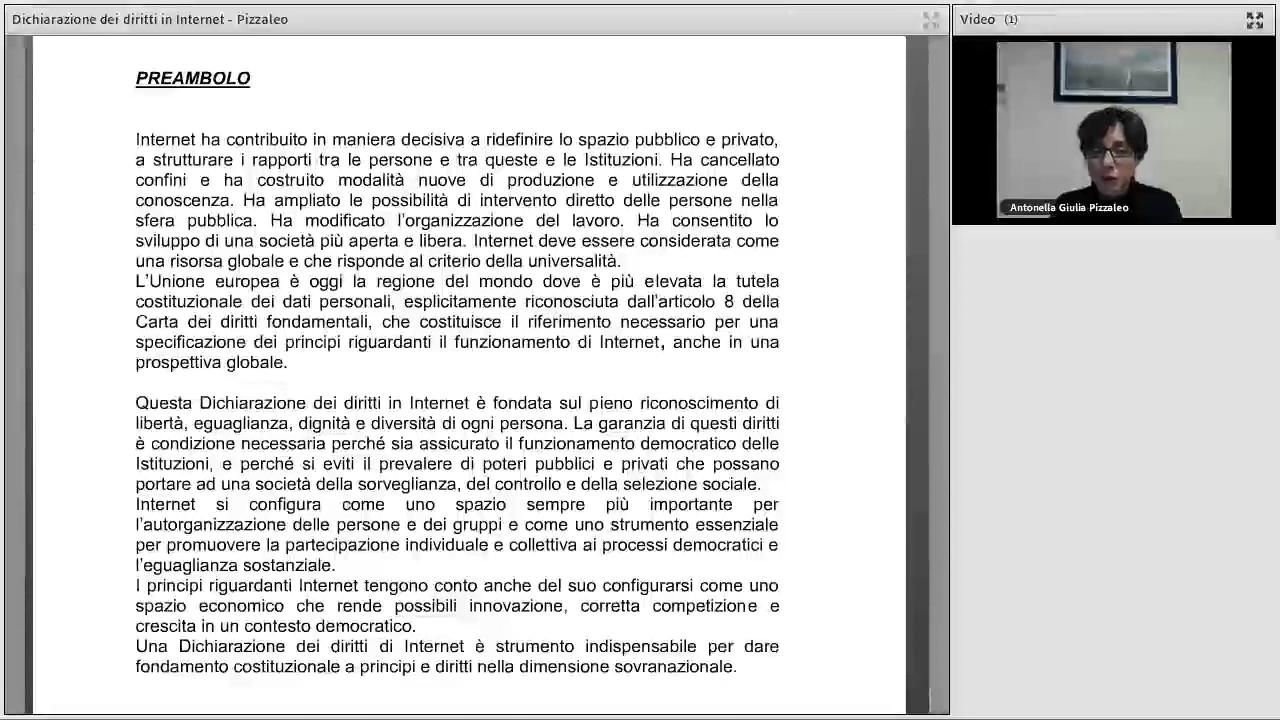 Dichiarazione dei diritti in Internet - Pizzaleo
Video (1)
Antonella Giulia Pizzaleo
PREAMBOLO
Internet ha contribuito in maniera decisiva a ridefinire lo spazio pubblico e privato,
a strutturare i rapporti tra le persone e tra queste e le Istituzioni. Ha cancellato
confini e ha costruito modalità nuove di produzione e utilizzazione della
conoscenza. Ha ampliato le possibilità di intervento diretto delle persone nella
sfera pubblica. Ha modificato l'organizzazione del lavoro. Ha consentito lo
sviluppo di una società più aperta e libera. Internet deve essere considerata come
una risorsa globale e che risponde al criterio della universalità.
L'Unione europea è oggi la regione del mondo dove è più elevata la tutela
costituzionale dei dati personali, esplicitamente riconosciuta dall'articolo 8 della
Carta dei diritti fondamentali, che costituisce il riferimento necessario per una
specificazione dei principi riguardanti il funzionamento di Internet, anche in una
prospettiva globale.
Questa Dichiarazione dei diritti in Internet è fondata sul pieno riconoscimento di
libertà, eguaglianza, dignità e diversità di ogni persona. La garanzia di questi diritti
è condizione necessaria perché sia assicurato il funzionamento democratico delle
Istituzioni, e perché si eviti il prevalere di poteri pubblici e privati che possano
portare ad una società della sorveglianza, del controllo e della selezione sociale.
Internet si configura come uno spazio sempre più importante per
l'autorganizzazione delle persone e dei gruppi e come uno strumento essenziale
per promuovere la partecipazione individuale e collettiva ai processi democratici e
l'eguaglianza sostanziale.
I principi riguardanti Internet tengono conto anche del suo configurarsi come uno
spazio economico che rende possibili innovazione, corretta competizione e
crescita in un contesto democratico.
Una Dichiarazione dei diritti di Internet è strumento indispensabile per dare
fondamento costituzionale a principi e diritti nella dimensione sovranazionale.